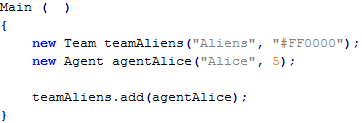 Main (  )
{
    new Team teamAliens("Aliens", "#FF0000");
    new Agent agentAlice("Alice", 5);

    teamAliens.add(agentAlice);
}